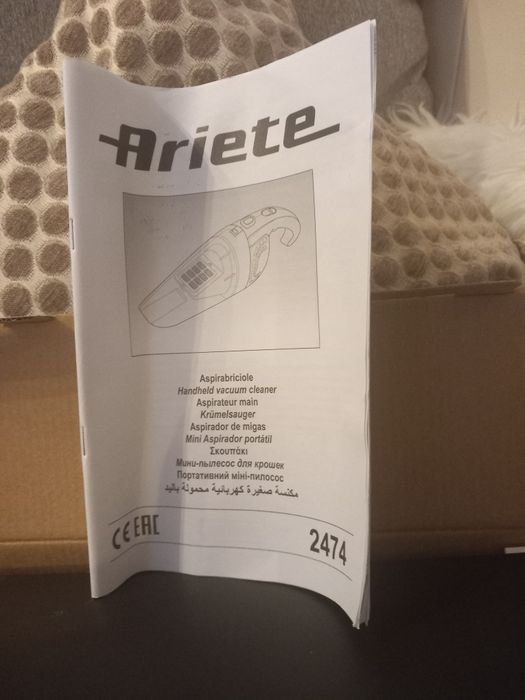 Ariete
Aspirabriciole
Handheld vacuum cleaner
Aspirateur main
Krümelsauger
Aspirador de migas
Mini Aspirador portátil
Σκουπάκι
Мини-пылесос для крошек
Портативний міні-пилосос
مكنسة صغيرة كهربائية محمولة باليد
CE EAC
2474